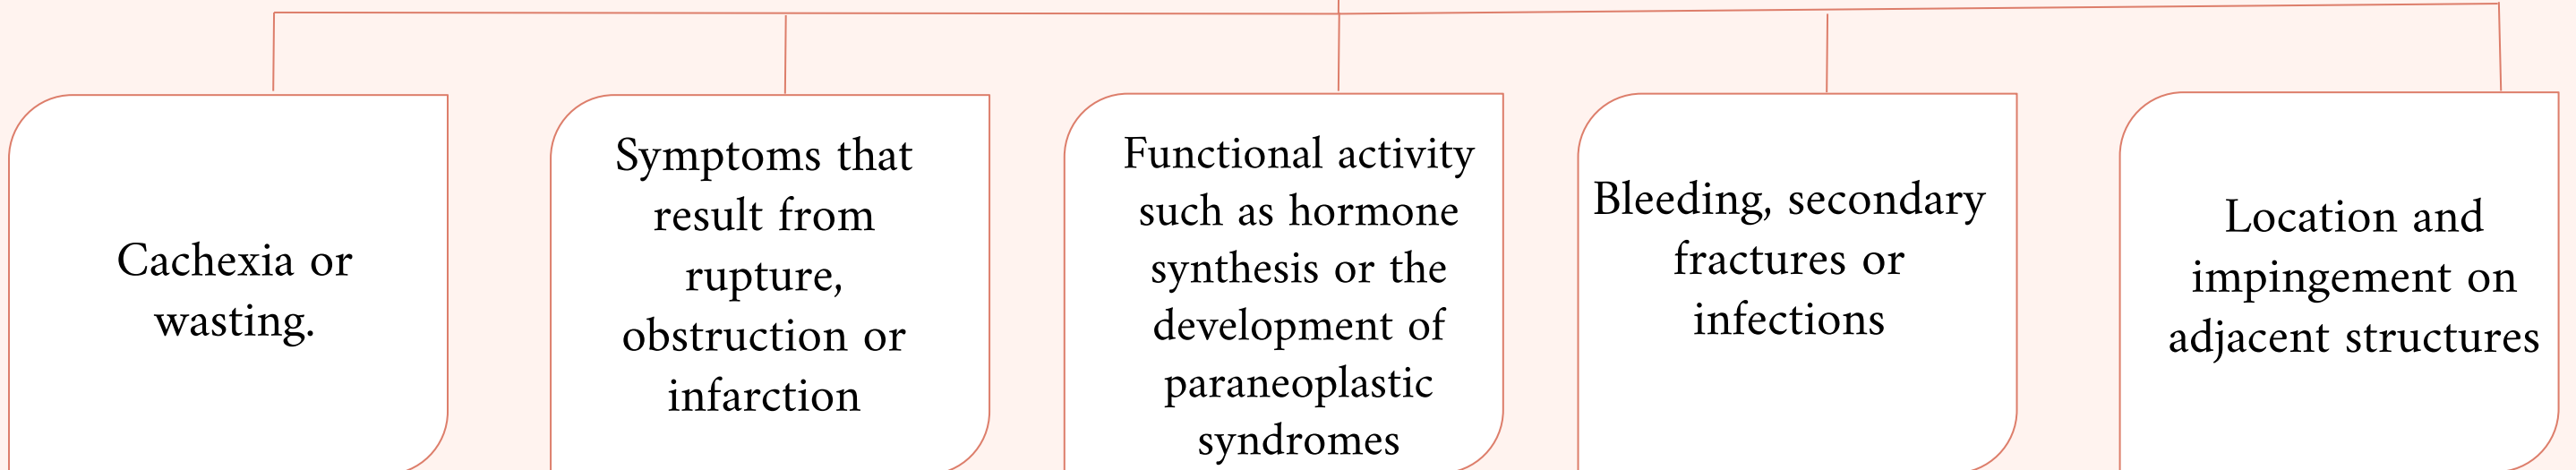 Cachexia or
wasting.
Symptoms that
result from
rupture,
obstruction or
infarction
Functional activity
such as hormone
synthesis or the
development of
paraneoplastic
syndromes
Bleeding, secondary
fractures or
infections
Location and
impingement on
adjacent structures